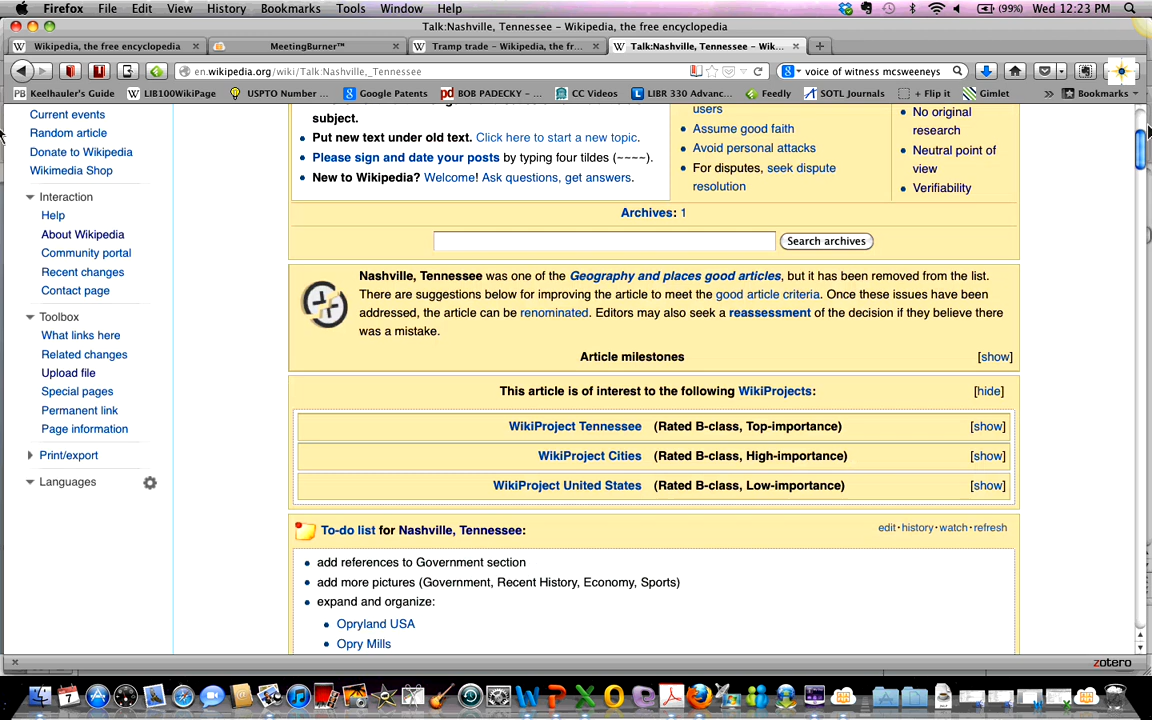 Firefox File Edit View History Bookmarks Tools Window Help (99%) Wed 12:23 PM
Talk:Nashville, Tennessee - Wikipedia, the free encyclopedia
Wikipedia, the free encyclopedia MeetingBurner™ Tramp trade - Wikipedia, the fr... Talk:Nashville, Tennessee - Wik...
en.wikipedia.org/wiki/Talk:Nashville,_Tennessee voice of witness mcsweeneys
PB Keelhauler's Guide LIB100WikiPage USPTO Number ... Google Patents pd BOB PADECKY - ... CC Videos LIBR 330 Advanc... Feedly SOTL Journals + Flip it Gimlet » Bookmarks
Current events
Random article
Donate to Wikipedia
Wikimedia Shop
Interaction
Help
About Wikipedia
Community portal
Recent changes
Contact page
Toolbox
What links here
Related changes
Upload file
Special pages
Permanent link
Page information
Print/export
Languages
subject.
Put new text under old text. Click here to start a new topic.
Please sign and date your posts by typing four tildes (~~~~).
New to Wikipedia? Welcome! Ask questions, get answers.
users
Assume good faith
Avoid personal attacks
For disputes, seek dispute
resolution
No original
research
Neutral point of
view
Verifiability
Archives: 1
Search archives
Nashville, Tennessee was one of the Geography and places good articles, but it has been removed from the list.
There are suggestions below for improving the article to meet the good article criteria. Once these issues have been
addressed, the article can be renominated. Editors may also seek a reassessment of the decision if they believe there
was a mistake.
Article milestones [show]
This article is of interest to the following WikiProjects: [hide]
WikiProject Tennessee (Rated B-class, Top-importance) [show]
WikiProject Cities (Rated B-class, High-importance) [show]
WikiProject United States (Rated B-class, Low-importance) [show]
To-do list for Nashville, Tennessee: edit · history · watch · refresh
add references to Government section
add more pictures (Government, Recent History, Economy, Sports)
expand and organize:
Opryland USA
Opry Mills
zotero